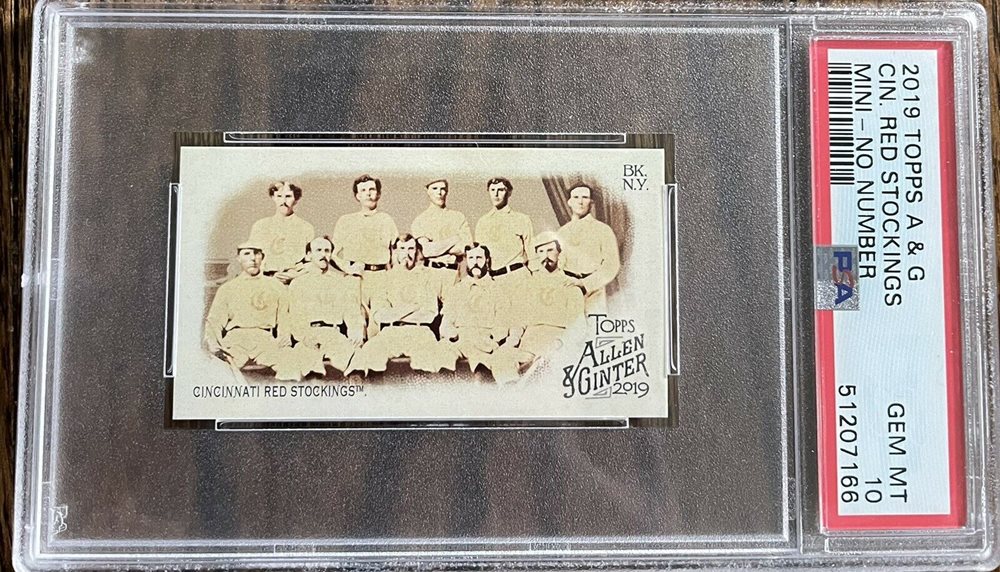 BK.
N.Y.
TOPPS
ALLEN
& GINTER
2019
CINCINNATI RED STOCKINGS™.
2019 TOPPS A & G
CIN. RED STOCKINGS
MINI – NO NUMBER
PSA
GEM MT
10
51207166